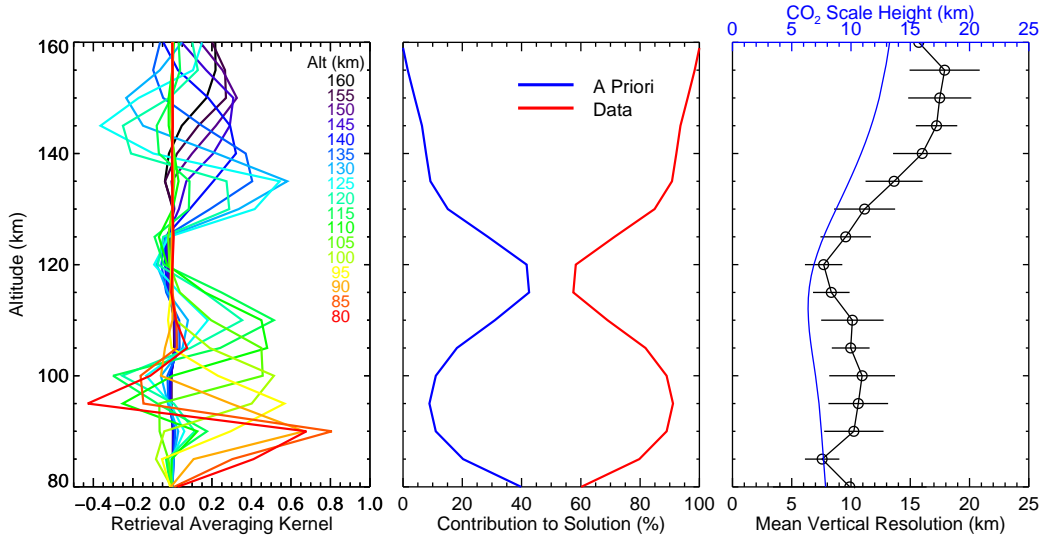 CO2 Scale Height (km)
0 5 10 15 20 25
160
140
120
100
80
Altitude (km)
Alt (km)
160
155
150
145
140
135
130
125
120
115
110
105
100
95
90
85
80
A Priori
Data
−0.4 −0.2 0.0 0.2 0.4 0.6 0.8 1.0
Retrieval Averaging Kernel
0 20 40 60 80 100
Contribution to Solution (%)
0 5 10 15 20 25
Mean Vertical Resolution (km)